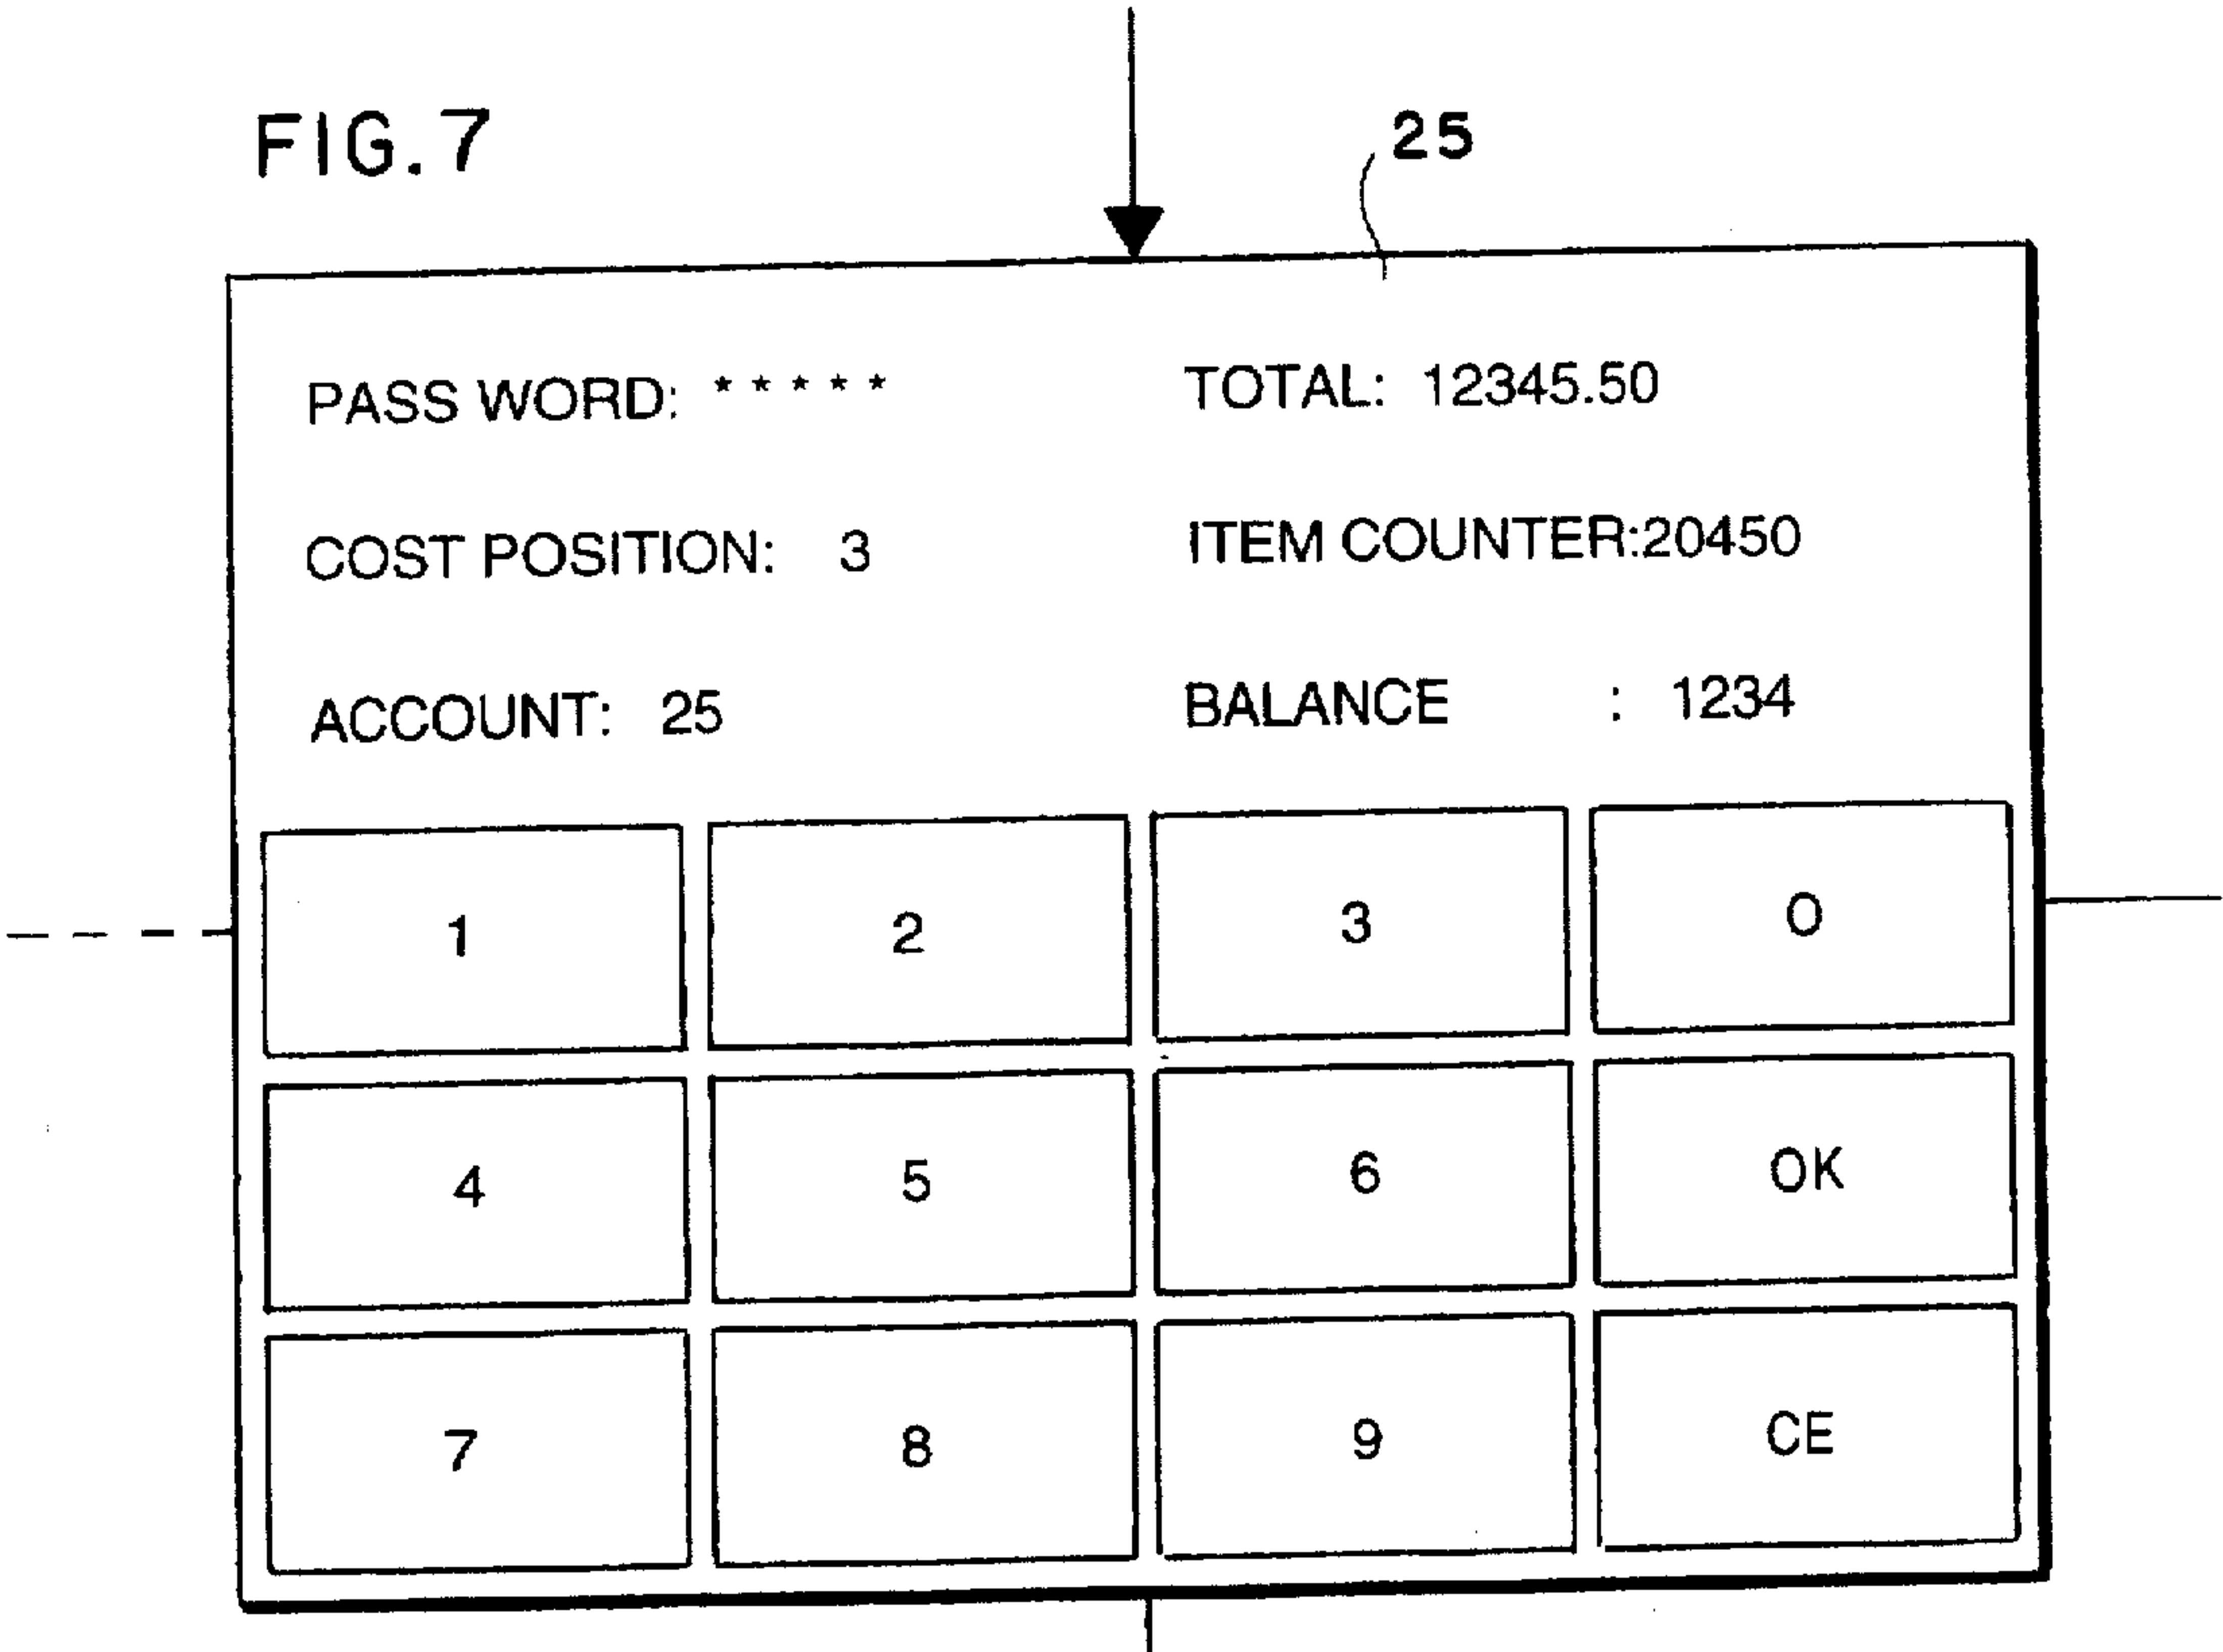 FIG. 7
25
PASS WORD: * * * * * TOTAL: 12345.50
COST POSITION: 3 ITEM COUNTER:20450
ACCOUNT: 25 BALANCE : 1234
1 2 3 0
4 5 6 OK
7 8 9 CE